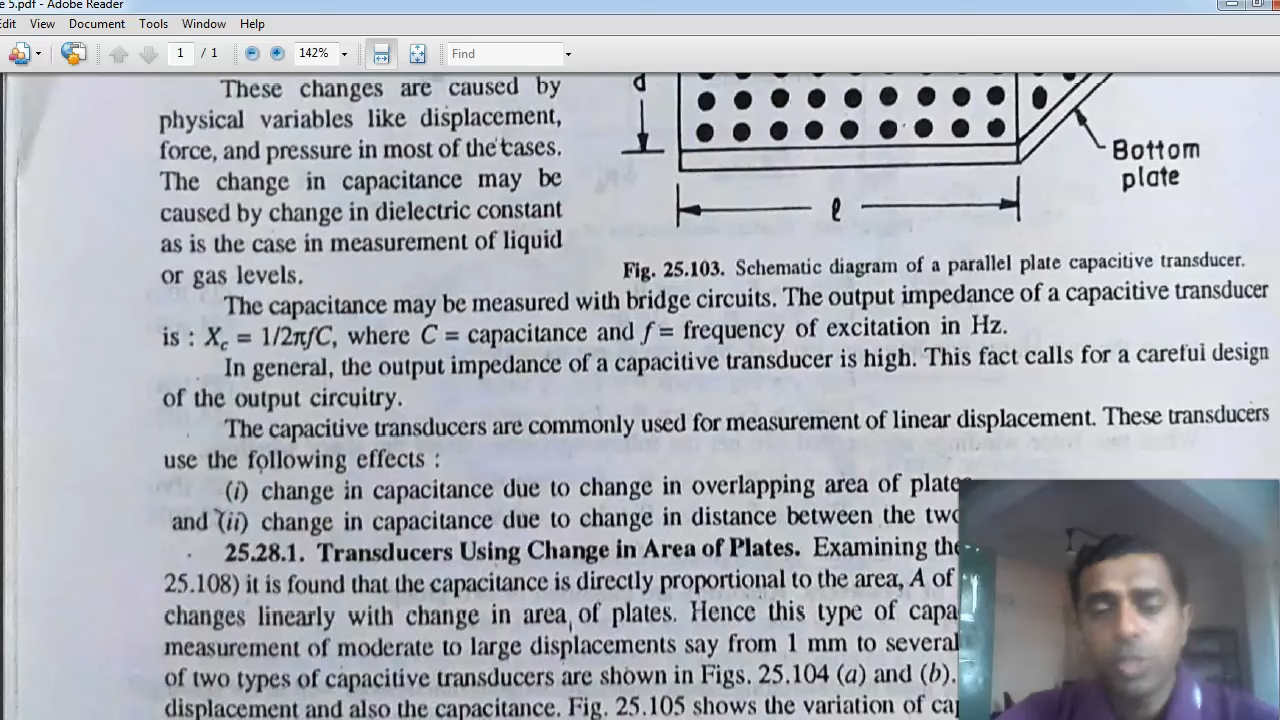 e 5.pdf - Adobe Reader
Edit View Document Tools Window Help
1 / 1 142% Find
These changes are caused by
physical variables like displacement,
force, and pressure in most of the cases.
The change in capacitance may be
caused by change in dielectric constant
as is the case in measurement of liquid
or gas levels.
d
Bottom
plate
ℓ
Fig. 25.103. Schematic diagram of a parallel plate capacitive transducer.
The capacitance may be measured with bridge circuits. The output impedance of a capacitive transducer
is : Xc = 1/2πfC, where C = capacitance and f = frequency of excitation in Hz.
In general, the output impedance of a capacitive transducer is high. This fact calls for a careful design
of the output circuitry.
The capacitive transducers are commonly used for measurement of linear displacement. These transducers
use the following effects :
(i) change in capacitance due to change in overlapping area of plates
and (ii) change in capacitance due to change in distance between the two
25.28.1. Transducers Using Change in Area of Plates. Examining the
25.108) it is found that the capacitance is directly proportional to the area, A of
changes linearly with change in area of plates. Hence this type of capa
measurement of moderate to large displacements say from 1 mm to several
of two types of capacitive transducers are shown in Figs. 25.104 (a) and (b).
displacement and also the capacitance. Fig. 25.105 shows the variation of ca